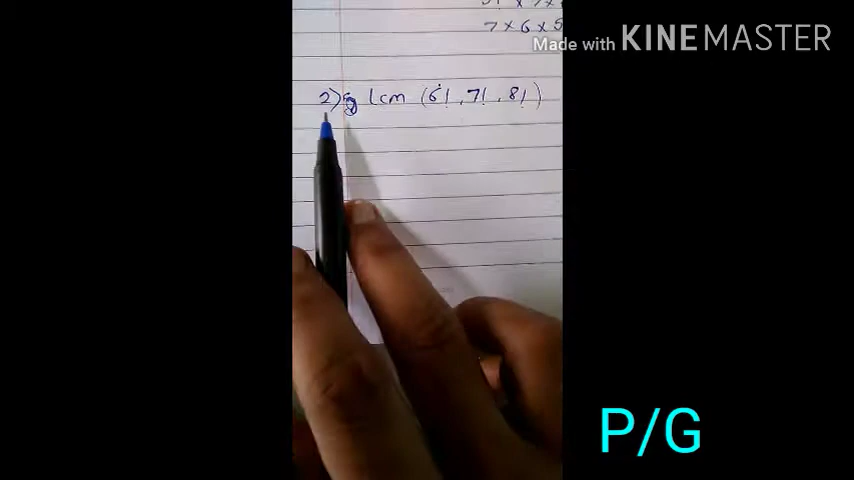 7 × 6 × 5
Made with KINEMASTER
2) lcm (6!, 7!, 8!)
P/G